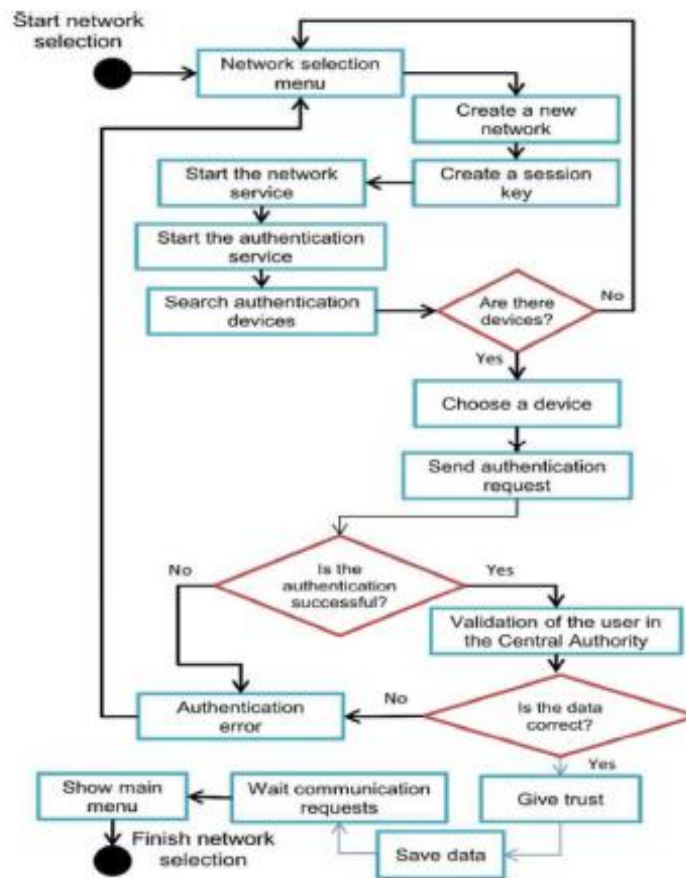 Start network
selection
Network selection
menu
Create a new
network
Start the network
service
Create a session
key
Start the authentication
service
Search authentication
devices
Are there
devices?
No
Yes
Choose a device
Send authentication
request
Is the
authentication
successful?
No
Yes
Validation of the user in
the Central Authority
Authentication
error
No
Is the data
correct?
Yes
Show main
menu
Wait communication
requests
Give trust
Save data
Finish network
selection